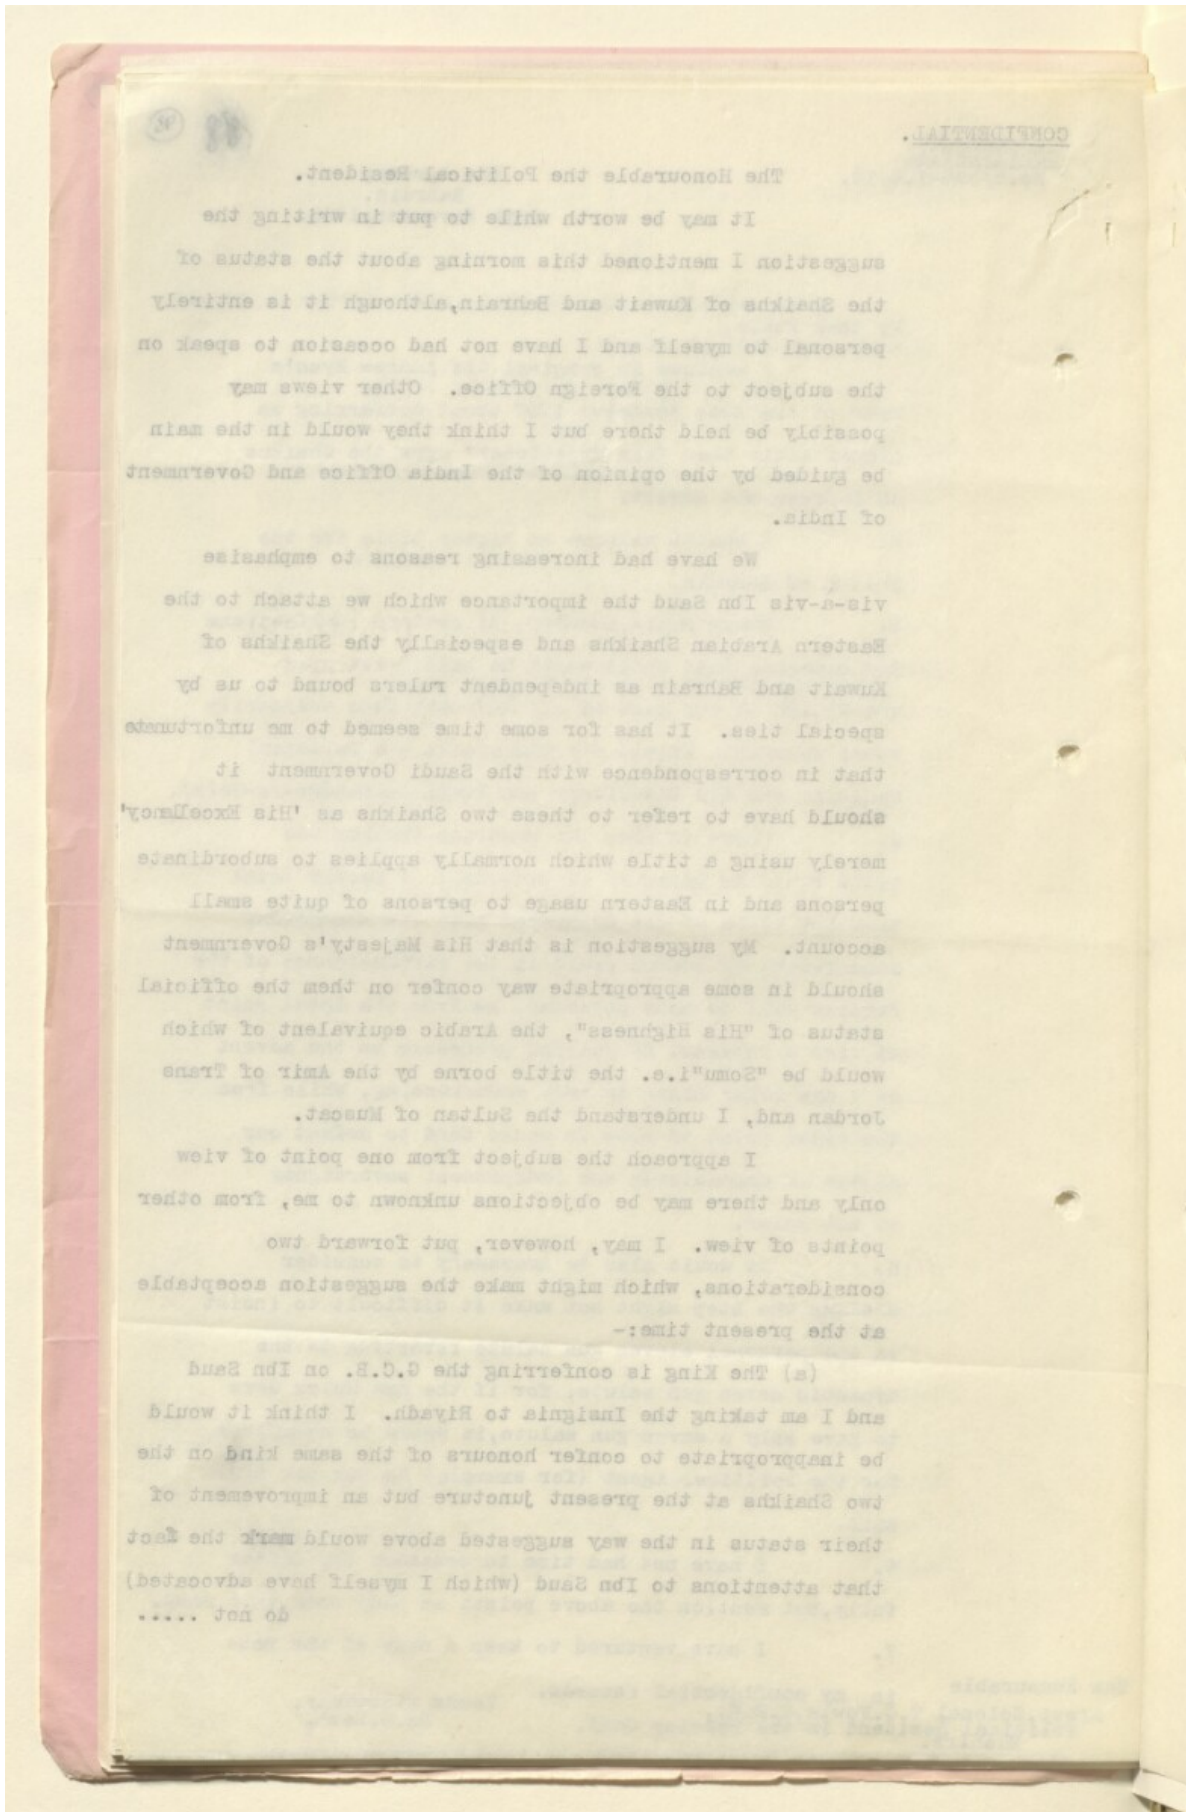 CONFIDENTIAL.
The Honourable the Political Resident.
It may be worth while to put in writing the
suggestion I mentioned this morning about the status of
the Shaikhs of Kuwait and Bahrain,although it is entirely
personal to myself and I have not had occasion to speak on
the subject to the Foreign Office. Other views may
possibly be held there but I think they would in the main
be guided by the opinion of the India Office and Government
of India.
We have had increasing reasons to emphasise
vis-a-vis Ibn Saud the importance which we attach to the
Eastern Arabian Shaikhs and especially the Shaikhs of
Kuwait and Bahrain as independent rulers bound to us by
special ties. It has for some time seemed to me unfortunate
that in correspondence with the Saudi Government it
should have to refer to these two Shaikhs as 'His Excellency'
merely using a title which normally applies to subordinate
persons and in Eastern usage to persons of quite small
account. My suggestion is that His Majesty's Government
should in some appropriate way confer on them the official
status of "His Highness", the Arabic equivalent of which
would be "Somu"i.e. the title borne by the Amir of Trans
Jordan and, I understand the Sultan of Muscat.
I approach the subject from one point of view
only and there may be objections unknown to me, from other
points of view. I may, however, put forward two
considerations, which might make the suggestion acceptable
at the present time:-
(a) The King is conferring the G.C.B. on Ibn Saud
and I am taking the Insignia to Riyadh. I think it would
be inappropriate to confer honours of the same kind on the
two Shaikhs at the present juncture but an improvement of
their status in the way suggested above would mark the fact
that attentions to Ibn Saud (which I myself have advocated)
do not .....